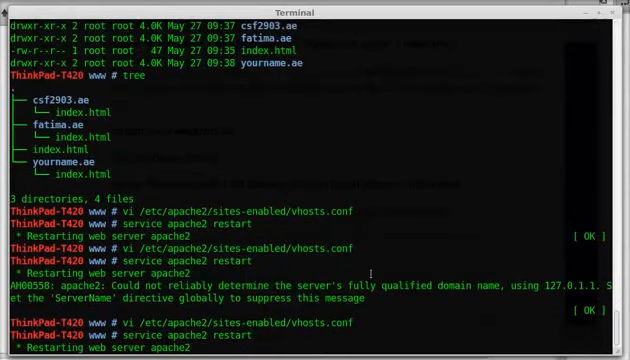 Terminal
drwxr-xr-x 2 root root 4.0K May 27 09:37 csf2903.ae
drwxr-xr-x 2 root root 4.0K May 27 09:37 fatima.ae
-rw-r--r-- 1 root root   47 May 27 09:35 index.html
drwxr-xr-x 2 root root 4.0K May 27 09:38 yourname.ae
ThinkPad-T420 www # tree
.
├── csf2903.ae
│   └── index.html
├── fatima.ae
│   └── index.html
├── index.html
└── yourname.ae
    └── index.html
3 directories, 4 files
ThinkPad-T420 www # vi /etc/apache2/sites-enabled/vhosts.conf
ThinkPad-T420 www # service apache2 restart
 * Restarting web server apache2 [ OK ]
ThinkPad-T420 www # vi /etc/apache2/sites-enabled/vhosts.conf
ThinkPad-T420 www # service apache2 restart
 * Restarting web server apache2
AH00558: apache2: Could not reliably determine the server's fully qualified domain name, using 127.0.1.1. S
et the 'ServerName' directive globally to suppress this message
[ OK ]
ThinkPad-T420 www # vi /etc/apache2/sites-enabled/vhosts.conf
ThinkPad-T420 www # service apache2 restart
 * Restarting web server apache2